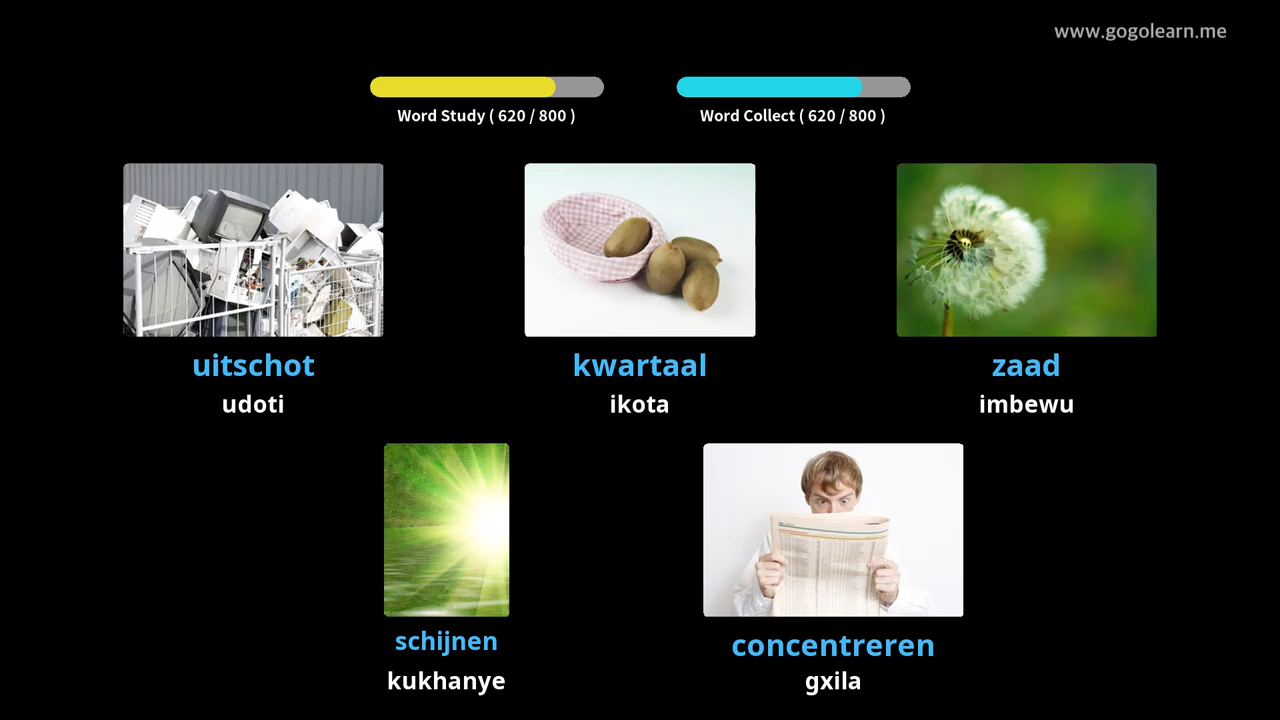 www.gogolearn.me
Word Study ( 620 / 800 )
Word Collect ( 620 / 800 )
uitschot
udoti
kwartaal
ikota
zaad
imbewu
schijnen
kukhanye
concentreren
gxila